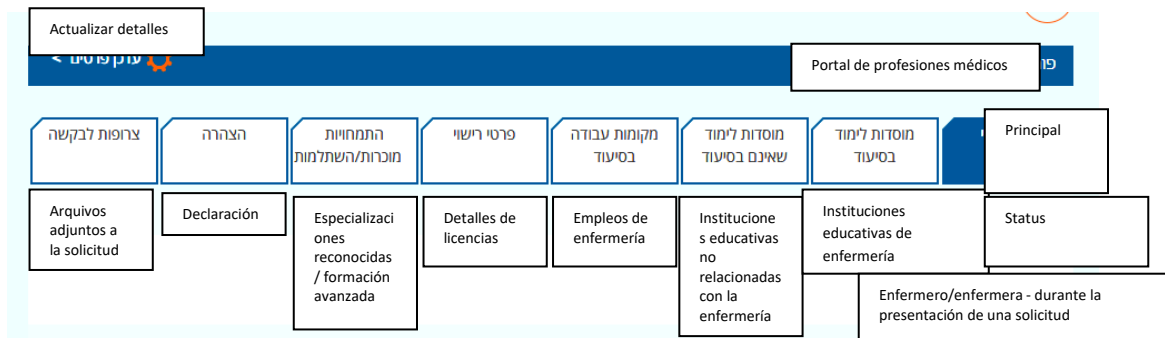 Actualizar detalles
ערוך פרטים >
Portal de profesiones médicos
צרופות לבקשה
הצהרה
התמחויות
מוכרות/השתלמות
פרטי רישוי
מקומות עבודה
בסיעוד
מוסדות לימוד
שאינם בסיעוד
מוסדות לימוד
בסיעוד
Principal
Arquivos
adjuntos a
la solicitud
Declaración
Especializaci
ones
reconocidas
/ formación
avanzada
Detalles de
licencias
Empleos de
enfermería
Institucione
s educativas
no
relacionadas
con la
enfermería
Instituciones
educativas de
enfermería
Status
Enfermero/enfermera - durante la
presentación de una solicitud